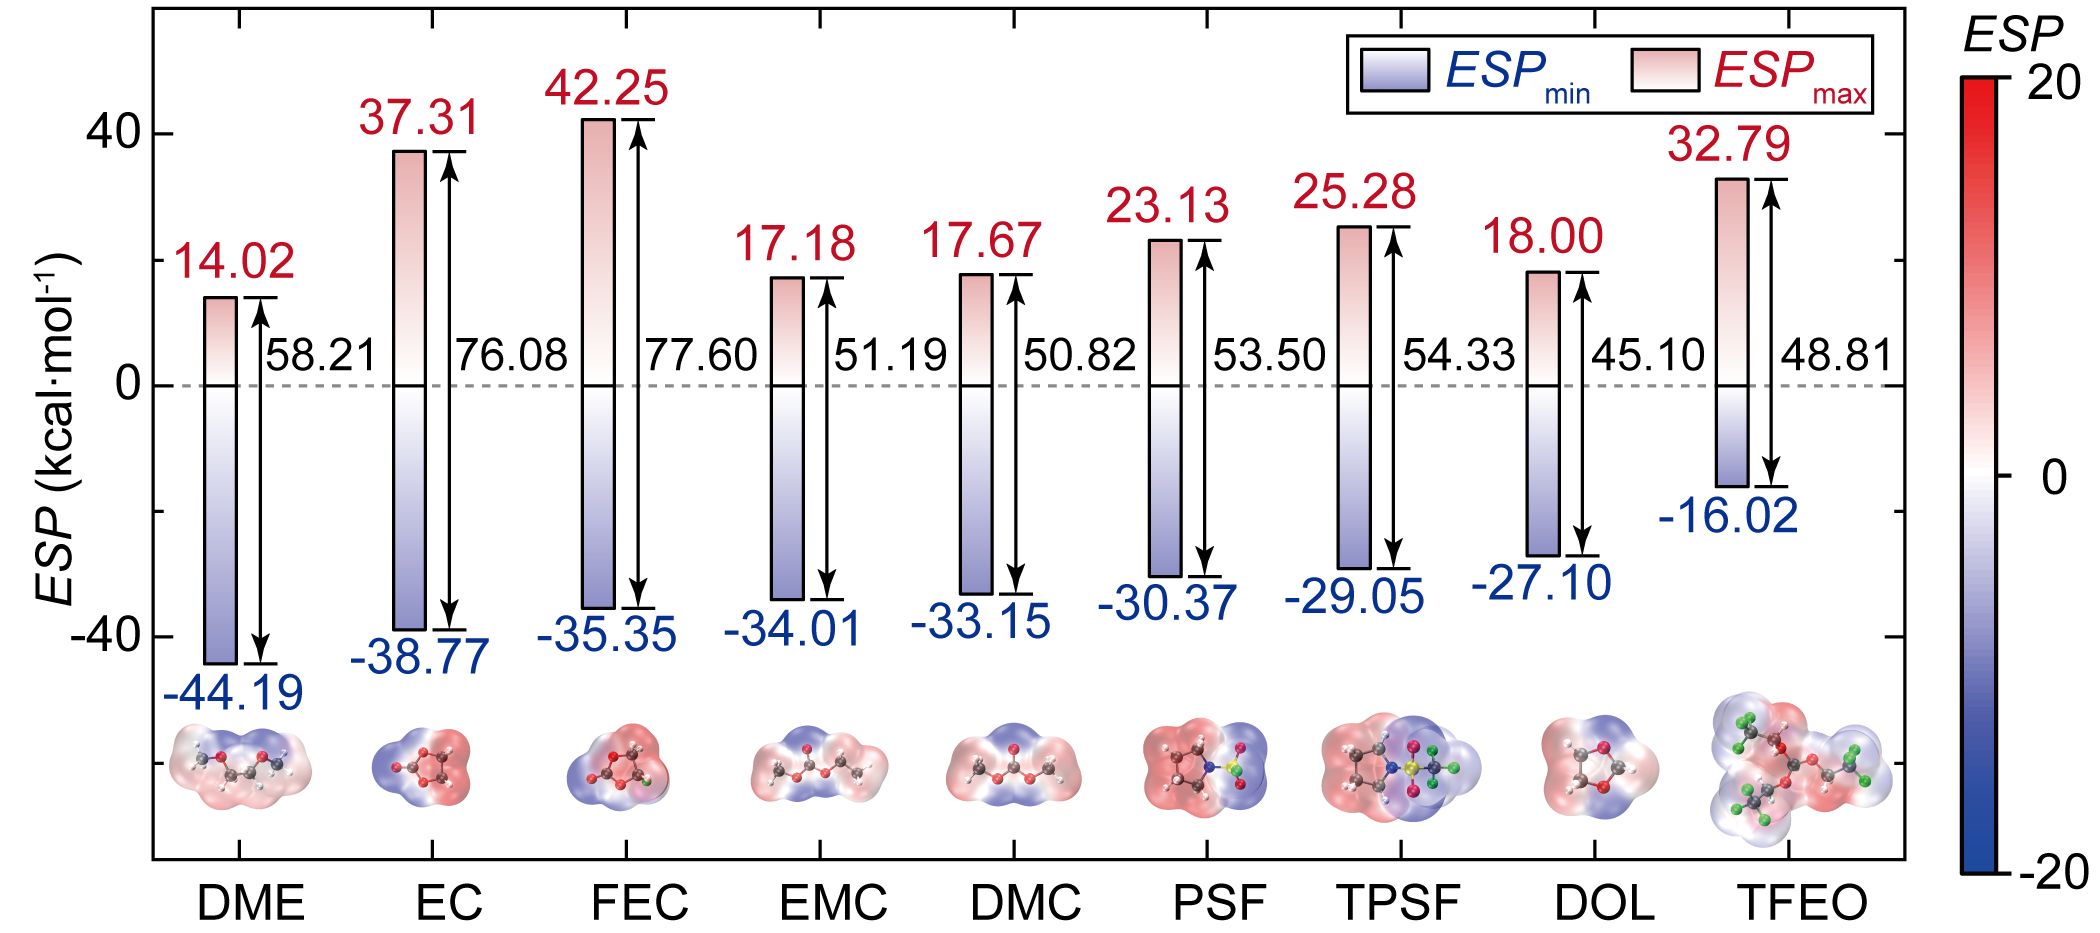 ESP
20
0
-20
ESPmin ESPmax
ESP (kcal·mol-1)
40
0
-40
14.02 37.31 42.25 17.18 17.67 23.13 25.28 18.00 32.79
58.21 76.08 77.60 51.19 50.82 53.50 54.33 45.10 48.81
-44.19 -38.77 -35.35 -34.01 -33.15 -30.37 -29.05 -27.10 -16.02
DME EC FEC EMC DMC PSF TPSF DOL TFEO